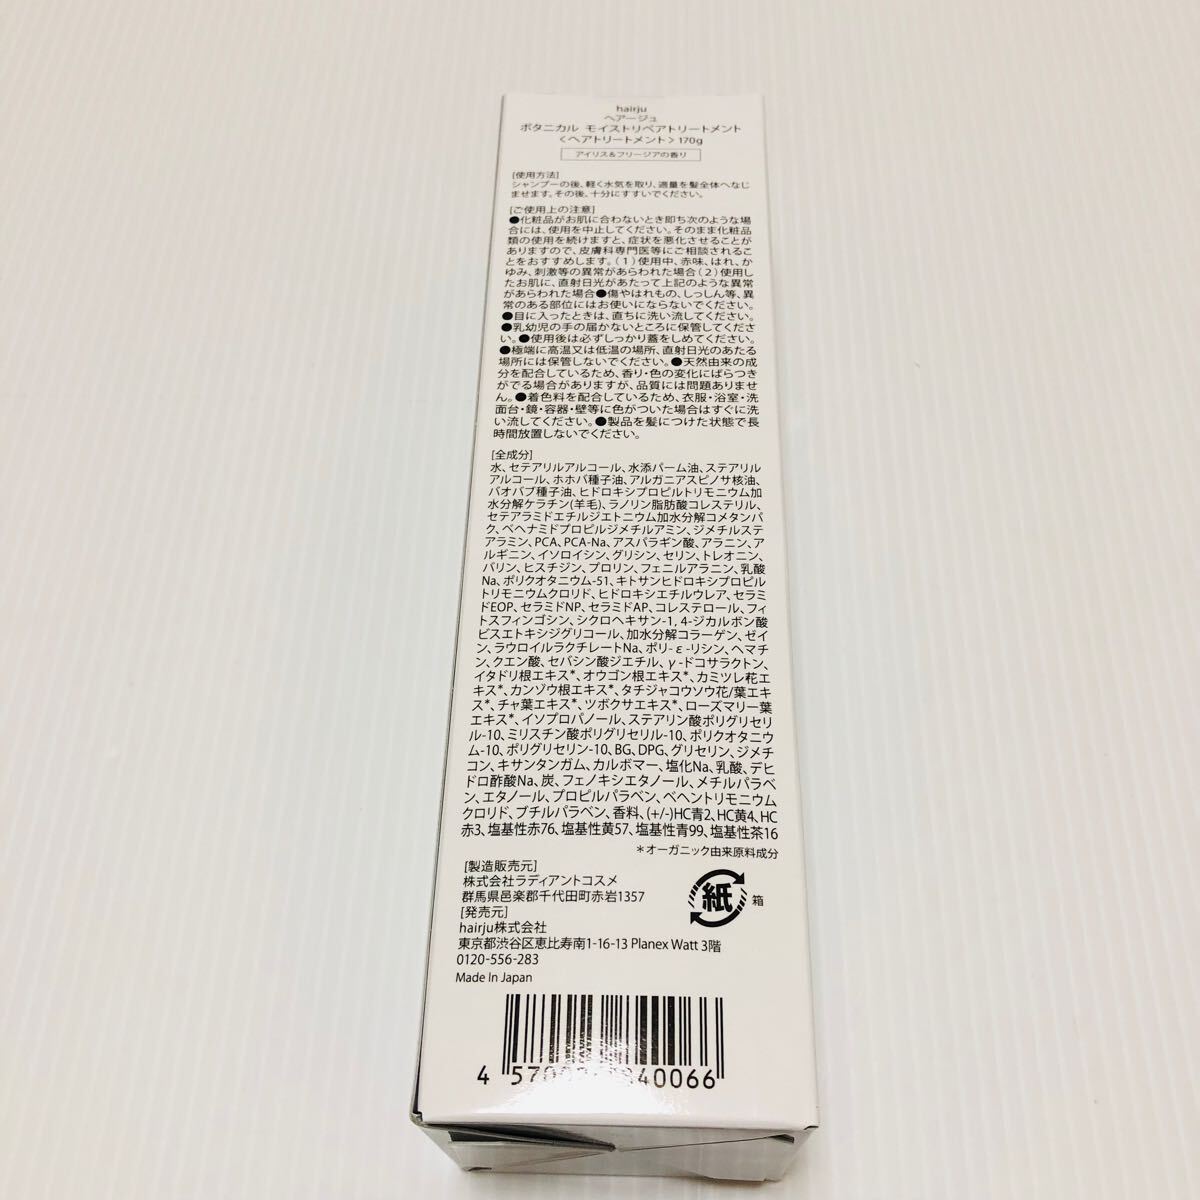 hairju
ヘアージュ
ボタニカル モイストリペアトリートメント
〈ヘアトリートメント〉170g
アイリス&フリージアの香り
[使用方法]
シャンプーの後、軽く水気を取り、適量を髪全体へなじ
ませます。その後、十分にすすいでください。
[ご使用上の注意]
●化粧品がお肌に合わないとき即ち次のような場
合には、使用を中止してください。そのまま化粧品
類の使用を続けますと、症状を悪化させることが
ありますので、皮膚科専門医等にご相談されるこ
とをおすすめします。(1)使用中、赤味、はれ、か
ゆみ、刺激等の異常があらわれた場合(2)使用し
たお肌に、直射日光があたって上記のような異常
があらわれた場合●傷やはれもの、しっしん等、異
常のある部位にはお使いにならないでください。
●目に入ったときは、直ちに洗い流してください。
●乳幼児の手の届かないところに保管してくださ
い。●使用後は必ずしっかり蓋をしめてください。
●極端に高温又は低温の場所、直射日光のあたる
場所には保管しないでください。●天然由来の成
分を配合しているため、香り・色の変化にばらつき
がでる場合がありますが、品質には問題ありませ
ん。●着色料を配合しているため、衣服・浴室・洗
面台・鏡・容器・壁等に色がついた場合はすぐに洗
い流してください。●製品を髪につけた状態で長
時間放置しないでください。
[全成分]
水、セテアリルアルコール、水添パーム油、ステアリル
アルコール、ホホバ種子油、アルガニアスピノサ核油、
バオバブ種子油、ヒドロキシプロピルトリモニウム加
水分解ケラチン(羊毛)、ラノリン脂肪酸コレステリル、
セテアラミドエチルジエトニウム加水分解コメタンパ
ク、ベヘナミドプロピルジメチルアミン、ジメチルステ
アラミン、PCA、PCA-Na、アスパラギン酸、アラニン、ア
ルギニン、イソロイシン、グリシン、セリン、トレオニン、
バリン、ヒスチジン、プロリン、フェニルアラニン、乳酸
Na、ポリクオタニウム-51、キトサンヒドロキシプロピル
トリモニウムクロリド、ヒドロキシエチルウレア、セラミ
ドEOP、セラミドNP、セラミドAP、コレステロール、フィ
トスフィンゴシン、シクロヘキサン-1, 4-ジカルボン酸
ビスエトキシジグリコール、加水分解コラーゲン、ゼイ
ン、ラウロイルラクチレートNa、ポリ-ε-リシン、ヘマチ
ン、クエン酸、セバシン酸ジエチル、γ-ドコサラクトン、
イタドリ根エキス*、オウゴン根エキス*、カミツレ花エ
キス*、カンゾウ根エキス*、タチジャコウソウ花/葉エキ
ス*、チャ葉エキス*、ツボクサエキス*、ローズマリー葉
エキス*、イソプロパノール、ステアリン酸ポリグリセリ
ル-10、ミリスチン酸ポリグリセリル-10、ポリクオタニウ
ム-10、ポリグリセリン-10、BG、DPG、グリセリン、ジメチ
コン、キサンタンガム、カルボマー、塩化Na、乳酸、デヒ
ドロ酢酸Na、炭、フェノキシエタノール、メチルパラベ
ン、エタノール、プロピルパラベン、ベヘントリモニウム
クロリド、ブチルパラベン、香料、(+/-)HC青2、HC黄4、HC
赤3、塩基性赤76、塩基性黄57、塩基性青99、塩基性茶16
*オーガニック由来原料成分
[製造販売元]
株式会社ラディアントコスメ
群馬県邑楽郡千代田町赤岩1357
[発売元]
hairju株式会社
東京都渋谷区恵比寿南1-16-13 Planex Watt 3階
0120-556-283
Made In Japan
紙 箱
4